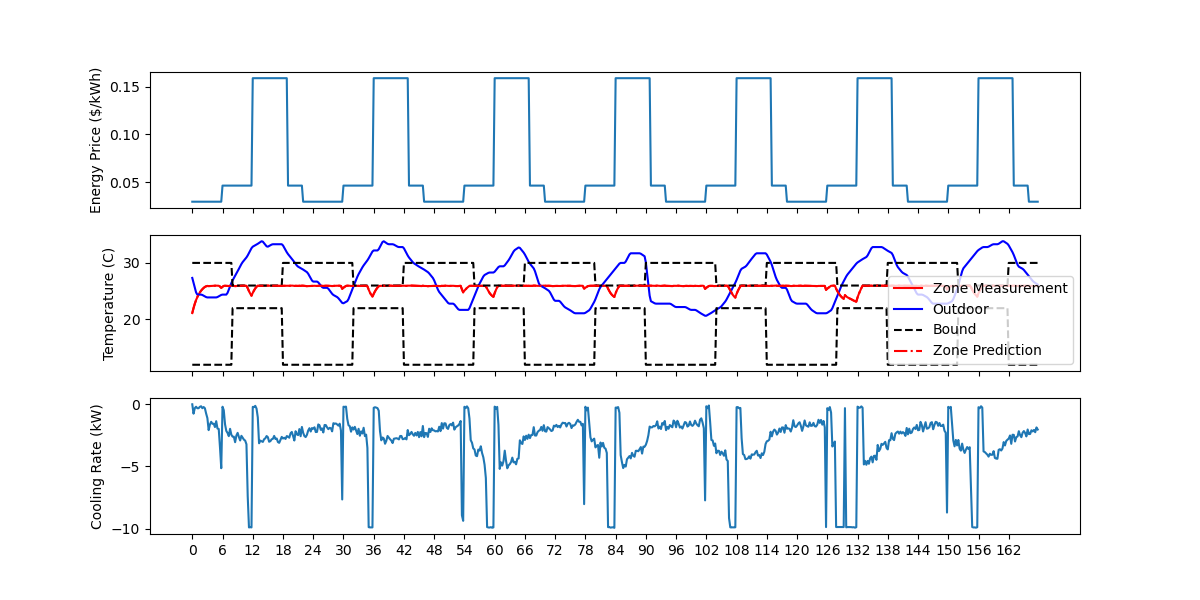 Energy Price ($/kWh)
0.15
0.10
0.05
Temperature (C)
30
20
Zone Measurement
Outdoor
Bound
Zone Prediction
Cooling Rate (kW)
0
−5
−10
0 6 12 18 24 30 36 42 48 54 60 66 72 78 84 90 96 102 108 114 120 126 132 138 144 150 156 162